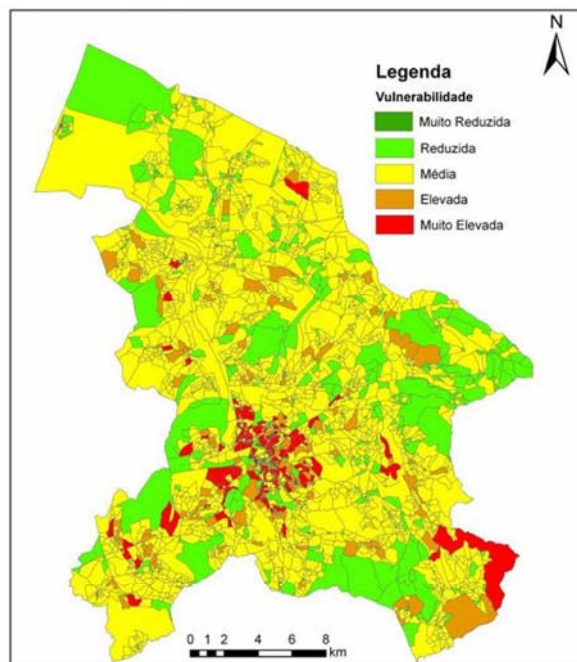 N
Legenda
Vulnerabilidade
Muito Reduzida
Reduzida
Média
Elevada
Muito Elevada
0 1 2 4 6 8
km